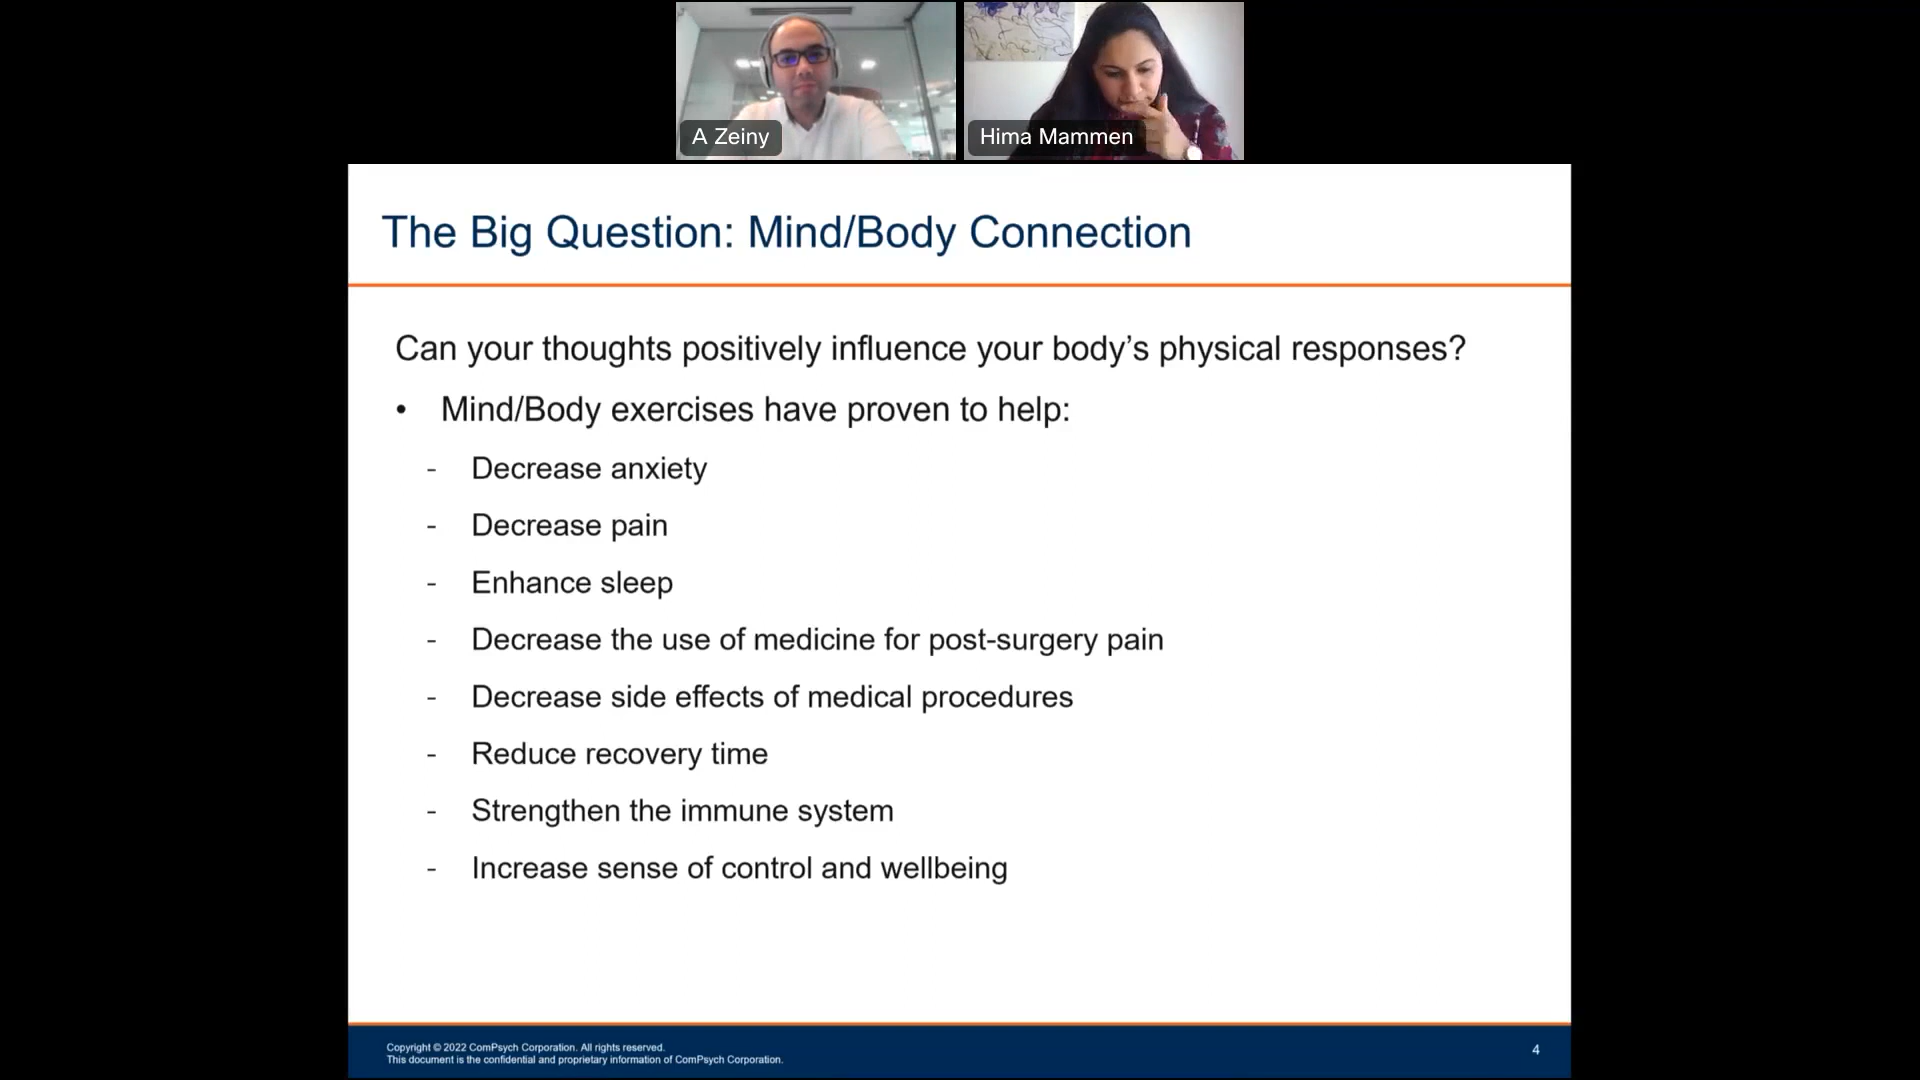 A Zeiny
Hima Mammen
The Big Question: Mind/Body Connection
Can your thoughts positively influence your body’s physical responses?
• Mind/Body exercises have proven to help:
- Decrease anxiety
- Decrease pain
- Enhance sleep
- Decrease the use of medicine for post-surgery pain
- Decrease side effects of medical procedures
- Reduce recovery time
- Strengthen the immune system
- Increase sense of control and wellbeing
Copyright © 2022 ComPsych Corporation. All rights reserved.
This document is the confidential and proprietary information of ComPsych Corporation.
4